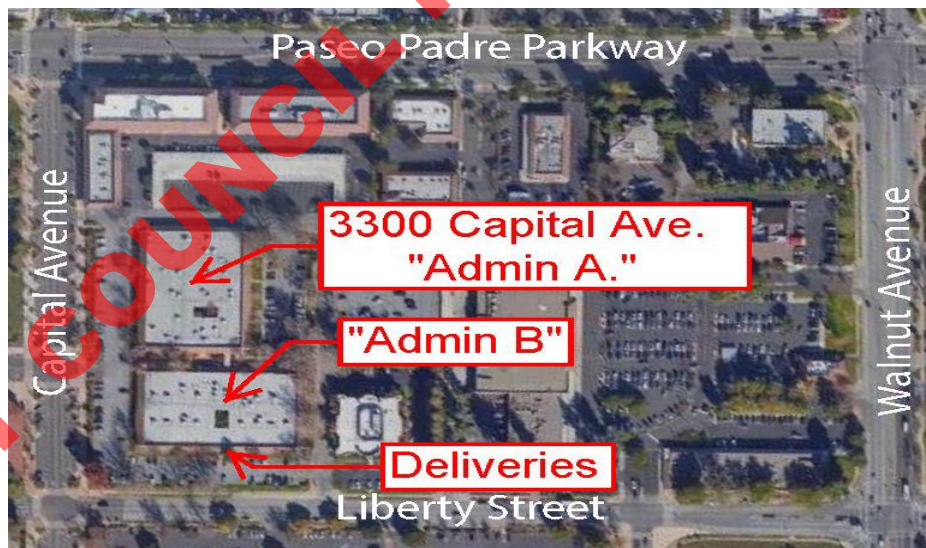 Paseo Padre Parkway
COUNCIL
Capital Avenue
3300 Capital Ave.
"Admin A."
Walnut Avenue
"Admin B"
Deliveries
Liberty Street